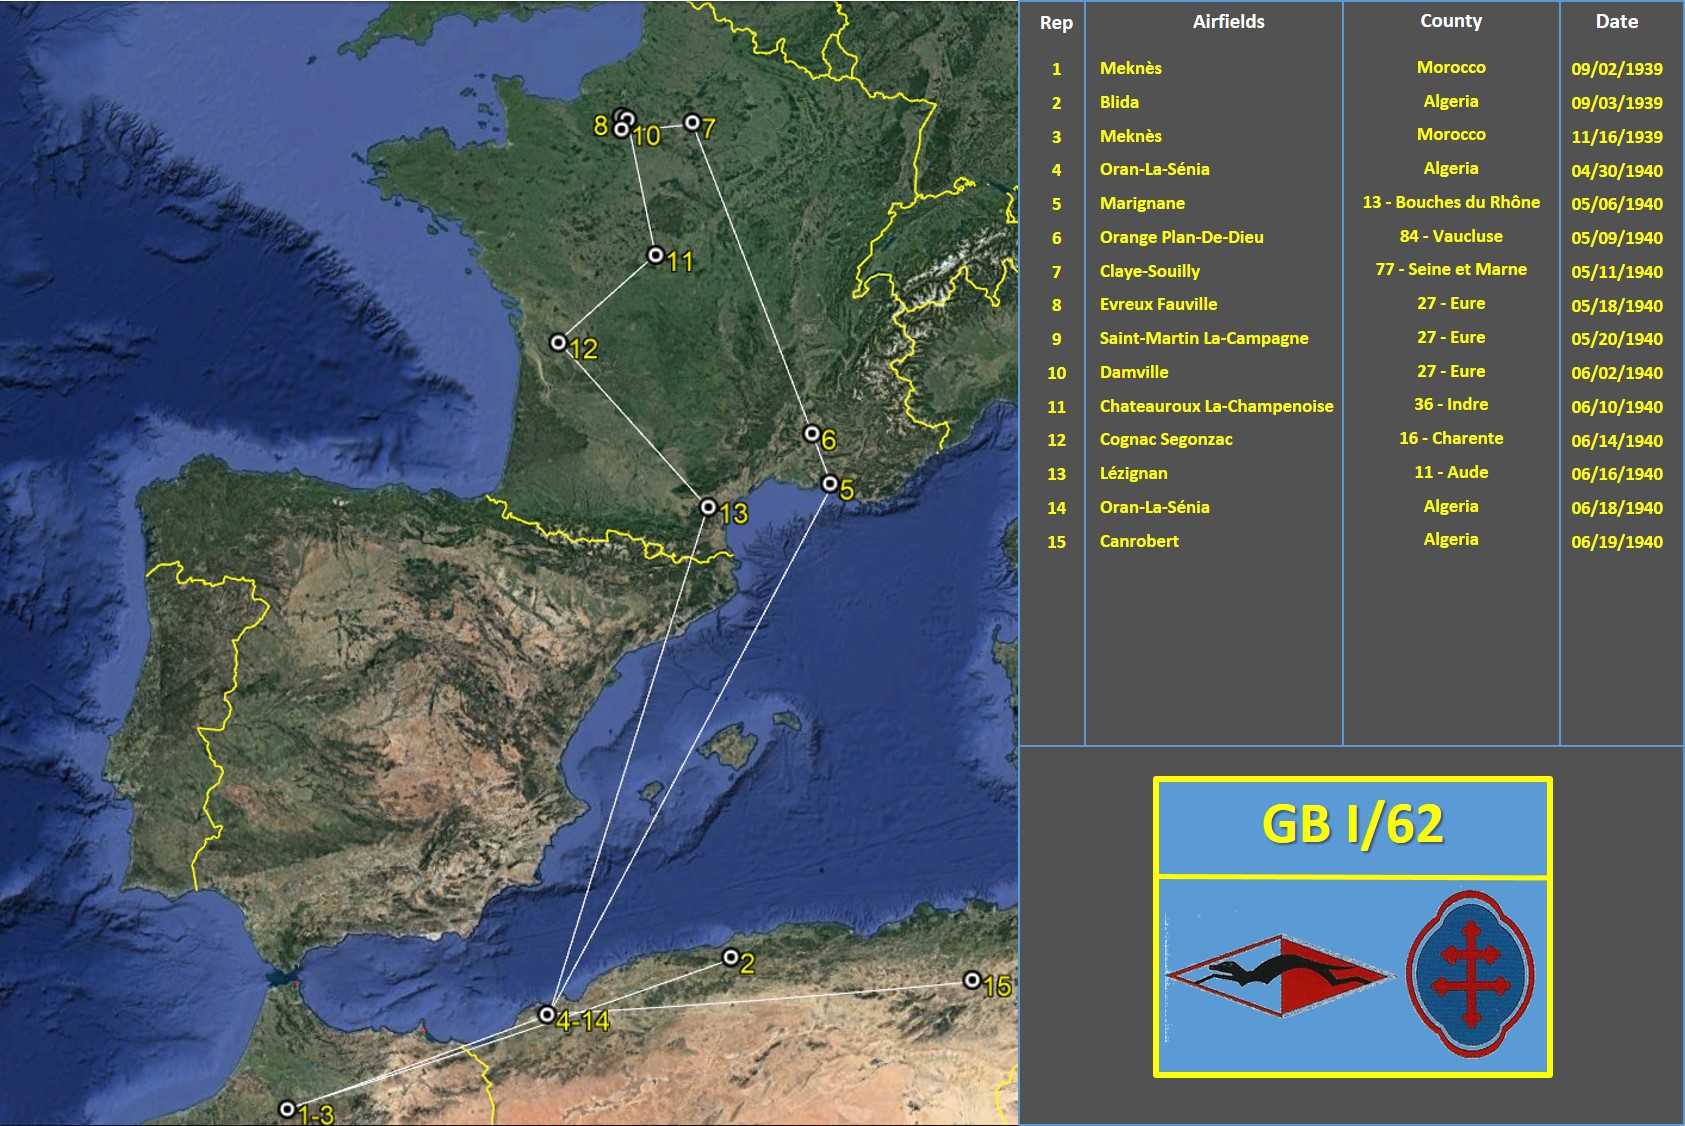 8
10
7
11
12
6
5
13
2
15
4-14
1-3
Rep Airfields County Date
1 Meknès Morocco 09/02/1939
2 Blida Algeria 09/03/1939
3 Meknès Morocco 11/16/1939
4 Oran-La-Sénia Algeria 04/30/1940
5 Marignane 13 - Bouches du Rhône 05/06/1940
6 Orange Plan-De-Dieu 84 - Vaucluse 05/09/1940
7 Claye-Souilly 77 - Seine et Marne 05/11/1940
8 Evreux Fauville 27 - Eure 05/18/1940
9 Saint-Martin La-Campagne 27 - Eure 05/20/1940
10 Damville 27 - Eure 06/02/1940
11 Chateauroux La-Champenoise 36 - Indre 06/10/1940
12 Cognac Segonzac 16 - Charente 06/14/1940
13 Lézignan 11 - Aude 06/16/1940
14 Oran-La-Sénia Algeria 06/18/1940
15 Canrobert Algeria 06/19/1940
GB I/62